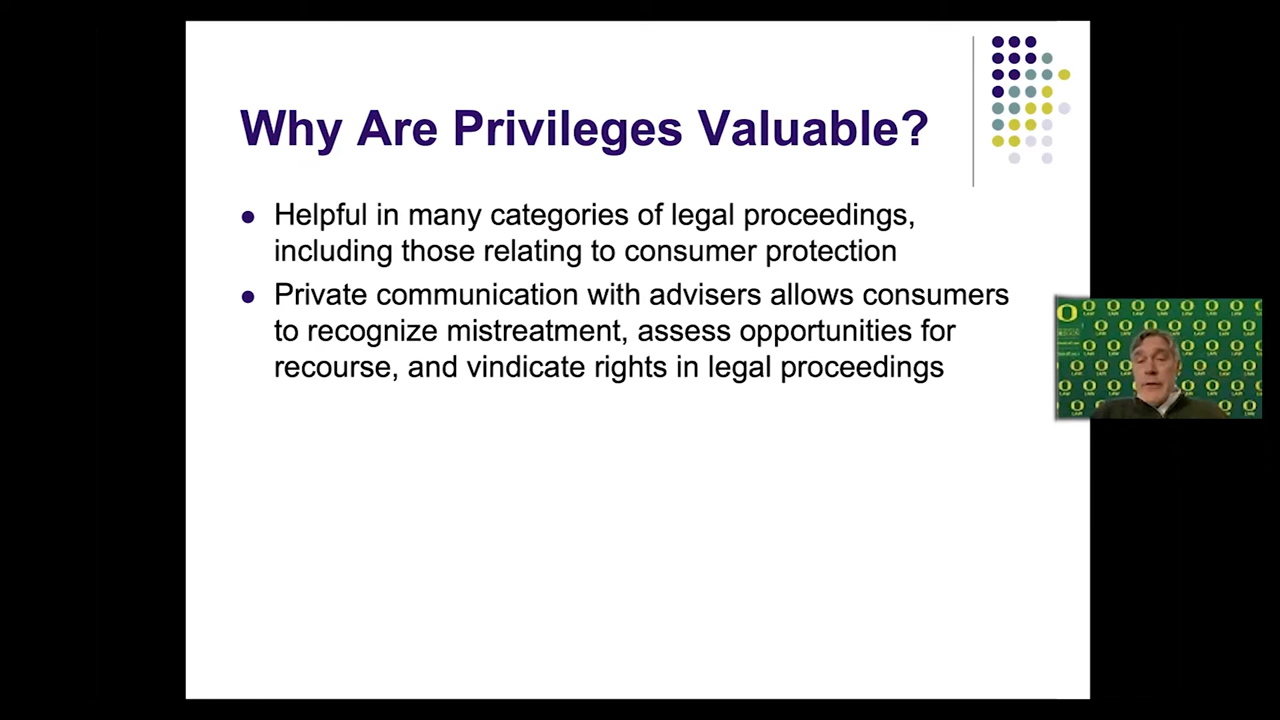 Why Are Privileges Valuable?
Helpful in many categories of legal proceedings,
including those relating to consumer protection
Private communication with advisers allows consumers
to recognize mistreatment, assess opportunities for
recourse, and vindicate rights in legal proceedings